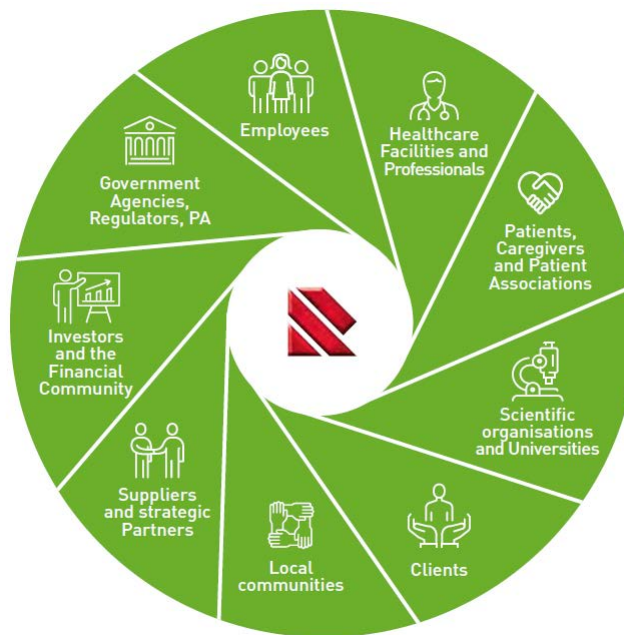 Employees
Healthcare
Facilities and
Professionals
Patients,
Caregivers
and Patient
Associations
Scientific
organisations
and Universities
Clients
Local
communities
Suppliers
and strategic
Partners
Investors
and the
Financial
Community
Government
Agencies,
Regulators, PA